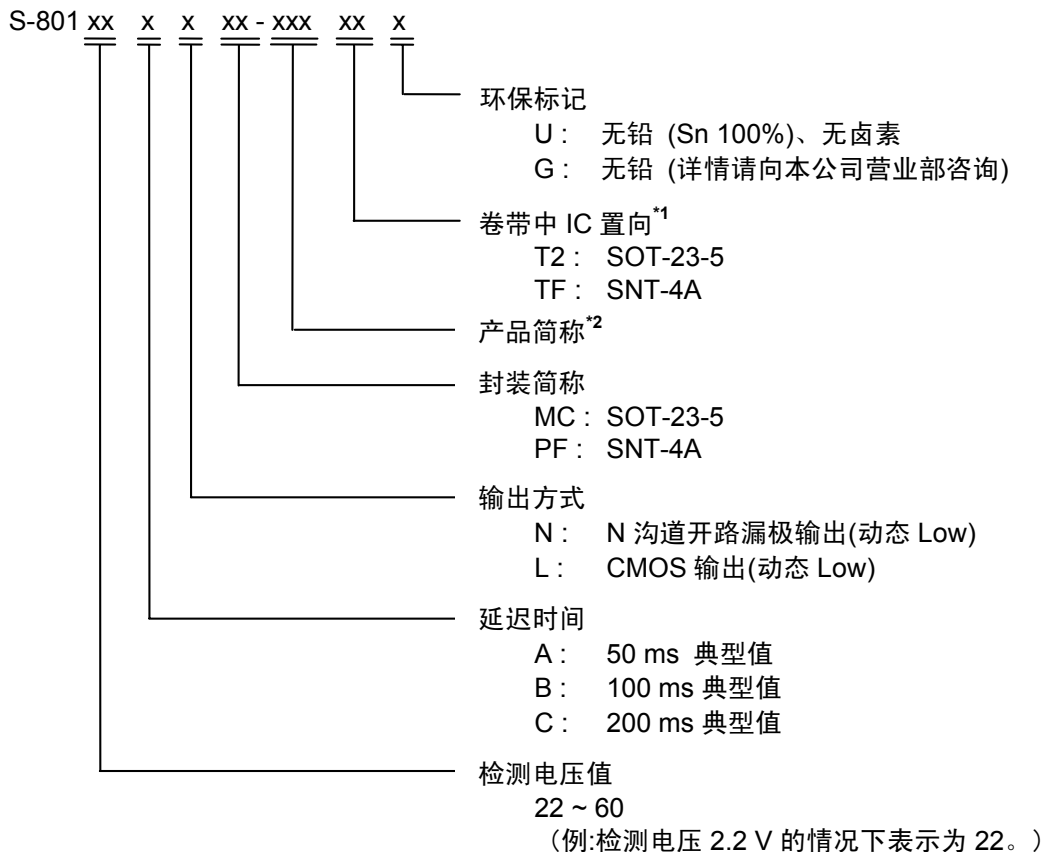 S-801 xx x x xx - xxx xx x
环保标记
U : 无铅 (Sn 100%)、无卤素
G : 无铅 (详情请向本公司营业部咨询)
卷带中 IC 置向*1
T2 : SOT-23-5
TF : SNT-4A
产品简称*2
封装简称
MC : SOT-23-5
PF : SNT-4A
输出方式
N : N 沟道开路漏极输出(动态 Low)
L : CMOS 输出(动态 Low)
延迟时间
A : 50 ms 典型值
B : 100 ms 典型值
C : 200 ms 典型值
检测电压值
22 ~ 60
（例:检测电压 2.2 V 的情况下表示为 22。）